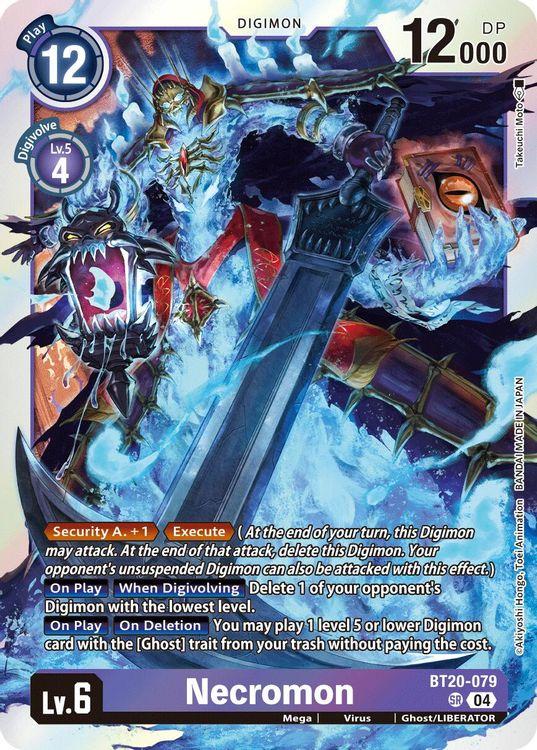 DIGIMON
Play
12
12000
DP
Digivolve
Lv.5
4
Takeuchi Moto
Security A. +1 Execute (At the end of your turn, this Digimon
may attack. At the end of that attack, delete this Digimon. Your
opponent's unsuspended Digimon can also be attacked with this effect.)
On Play When Digivolving Delete 1 of your opponent's
Digimon with the lowest level.
On Play On Deletion You may play 1 level 5 or lower Digimon
card with the [Ghost] trait from your trash without paying the cost.
©Akiyoshi Hongo, Toei Animation BANDAI MADE IN JAPAN
Lv.6
Necromon
BT20-079
SR 04
Mega | Virus | Ghost/LIBERATOR